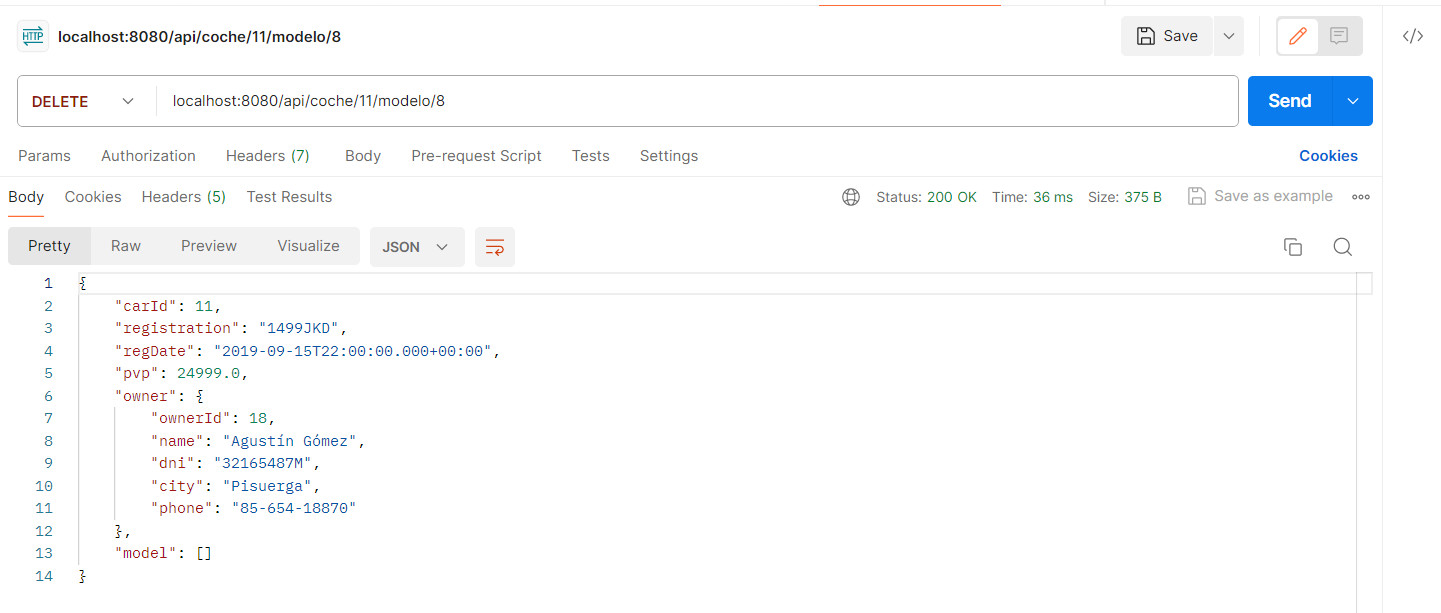 HTTP localhost:8080/api/coche/11/modelo/8 Save </>
DELETE localhost:8080/api/coche/11/modelo/8 Send
Params Authorization Headers (7) Body Pre-request Script Tests Settings Cookies
Body Cookies Headers (5) Test Results Status: 200 OK Time: 36 ms Size: 375 B Save as example
Pretty Raw Preview Visualize JSON
1 {
2 "carId": 11,
3 "registration": "1499JKD",
4 "regDate": "2019-09-15T22:00:00.000+00:00",
5 "pvp": 24999.0,
6 "owner": {
7 "ownerId": 18,
8 "name": "Agustín Gómez",
9 "dni": "32165487M",
10 "city": "Pisuerga",
11 "phone": "85-654-18870"
12 },
13 "model": []
14 }